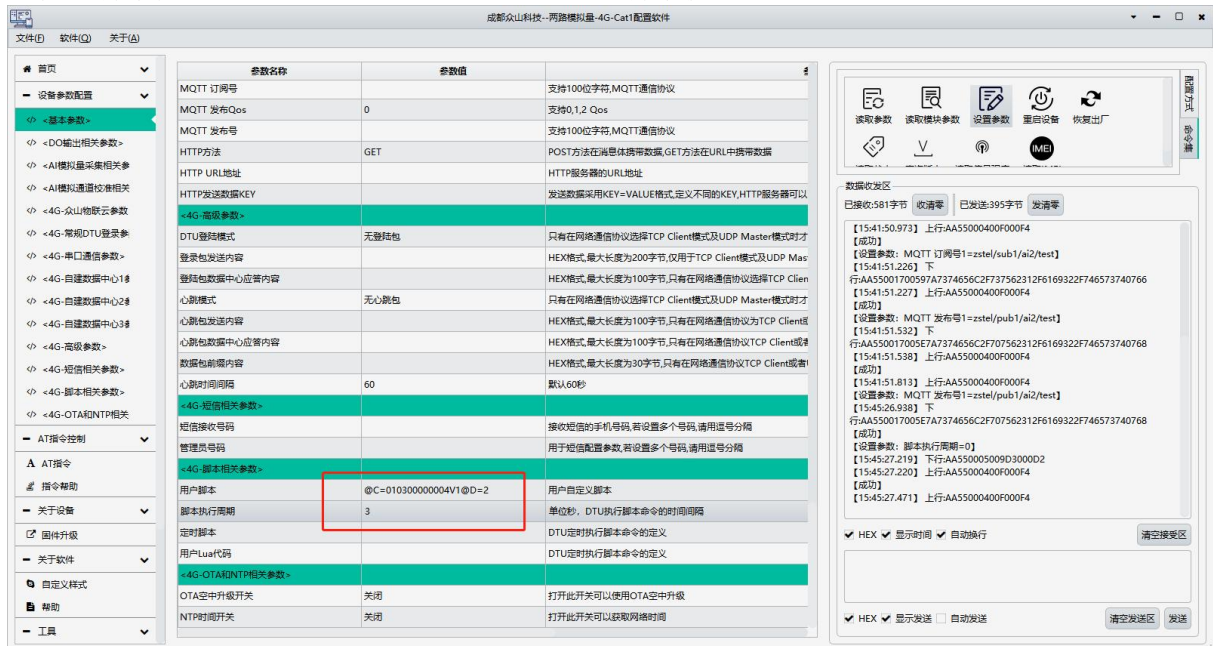 成都众山科技--两路模拟量-4G-Cat1配置软件
文件(F) 软件(Q) 关于(A)
首页
设备参数配置
<基本参数>
<DO输出相关参数>
<AI模拟量采集相关参
<AI模拟通道校准相关
<4G-众山物联云参数
<4G-常规DTU登录参
<4G-串口通信参数>
<4G-自建数据中心1参
<4G-自建数据中心2参
<4G-自建数据中心3参
<4G-高级参数>
<4G-短信相关参数>
<4G-脚本相关参数>
<4G-OTA和NTP相关
AT指令控制
A AT指令
指令帮助
关于设备
固件升级
关于软件
自定义样式
帮助
工具
参数名称 参数值
MQTT 订阅号 支持100位字符,MQTT通信协议
MQTT 发布Qos 0 支持0,1,2 Qos
MQTT 发布号 支持100位字符,MQTT通信协议
HTTP方法 GET POST方法在消息体携带数据,GET方法在URL中携带数据
HTTP URL地址 HTTP服务器的URL地址
HTTP发送数据KEY 发送数据采用KEY=VALUE格式,定义不同的KEY,HTTP服务器可以
<4G-高级参数>
DTU登陆模式 无登陆包 只有在网络通信协议选择TCP Client模式及UDP Master模式时才
登录包发送内容 HEX格式,最大长度为200字节,仅用于TCP Client模式及UDP Mas
登陆包数据中心应答内容 HEX格式,最大长度为100字节,只有在网络通信协议选择TCP Clien
心跳模式 无心跳包 只有在网络通信协议选择TCP Client模式及UDP Master模式时才
心跳包发送内容 HEX格式,最大长度为100字节,只有在网络通信协议为TCP Client或
心跳包数据中心应答内容 HEX格式,最大长度为100字节,只有在网络通信协议TCP Client或者
数据包前缀内容 HEX格式,最大长度为30字节,只有在网络通信协议TCP Client或者
心跳时间间隔 60 默认60秒
<4G-短信相关参数>
短信接收号码 接收短信的手机号码,若设置多个号码,请用逗号分隔
管理员号码 用于短信配置参数,若设置多个号码,请用逗号分隔
<4G-脚本相关参数>
用户脚本 @C=010300000004V1@D=2 用户自定义脚本
脚本执行周期 3 单位秒，DTU执行脚本命令的时间间隔
定时脚本 DTU定时执行脚本命令的定义
用户Lua代码 DTU定时执行脚本命令的定义
<4G-OTA和NTP相关参数>
OTA空中升级开关 关闭 打开此开关可以使用OTA空中升级
NTP时间开关 关闭 打开此开关可以获取网络时间
读取参数 读取模块参数 设置参数 重启设备 恢复出厂
IMEI
配置方式
命令集
数据收发区
已接收:581字节 收清零 已发送:395字节 发清零
【15:41:50.973】 上行:AA55000400F000F4
【成功】
【设置参数：MQTT 订阅号1=zstel/sub1/ai2/test】
【15:41:51.226】 下
行:AA55001700597A7374656C2F737562312F6169322F746573740766
【15:41:51.227】 上行:AA55000400F000F4
【成功】
【设置参数：MQTT 发布号1=zstel/pub1/ai2/test】
【15:41:51.532】 下
行:AA550017005E7A7374656C2F707562312F6169322F746573740768
【15:41:51.538】 上行:AA55000400F000F4
【成功】
【15:41:51.813】 上行:AA55000400F000F4
【设置参数：MQTT 发布号1=zstel/pub1/ai2/test】
【15:45:26.938】 下
行:AA550017005E7A7374656C2F707562312F6169322F746573740768
【成功】
【设置参数：脚本执行周期=0】
【15:45:27.219】 下行:AA550005009D3000D2
【15:45:27.220】 上行:AA55000400F000F4
【成功】
【15:45:27.471】 上行:AA55000400F000F4
HEX 显示时间 自动换行 清空接受区
HEX 显示发送 自动发送 清空发送区 发送